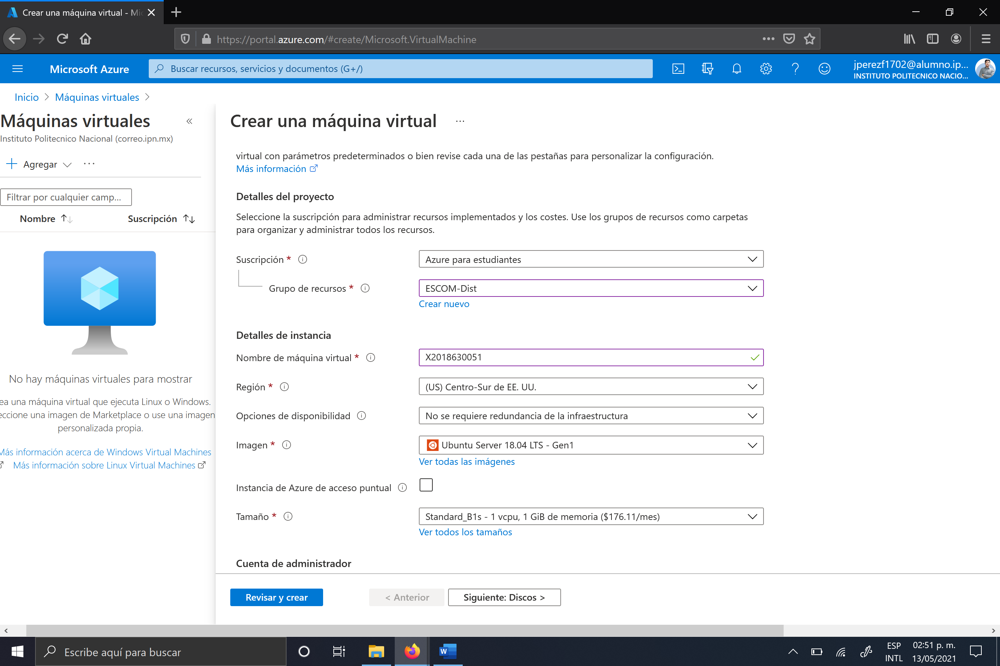 Crear una máquina virtual - Mic
https://portal.azure.com/#create/Microsoft.VirtualMachine
Microsoft Azure
Buscar recursos, servicios y documentos (G+/)
jperezf1702@alumno.ip...
INSTITUTO POLITECNICO NACIO...
Inicio > Máquinas virtuales >
Máquinas virtuales
Instituto Politecnico Nacional (correo.ipn.mx)
Agregar
Filtrar por cualquier camp...
Nombre
Suscripción
No hay máquinas virtuales para mostrar
ea una máquina virtual que ejecuta Linux o Windows.
eccione una imagen de Marketplace o use una imagen
personalizada propia.
Más información acerca de Windows Virtual Machines
Más información sobre Linux Virtual Machines
Crear una máquina virtual ...
virtual con parámetros predeterminados o bien revise cada una de las pestañas para personalizar la configuración.
Más información
Detalles del proyecto
Seleccione la suscripción para administrar recursos implementados y los costes. Use los grupos de recursos como carpetas
para organizar y administrar todos los recursos.
Suscripción *
Azure para estudiantes
Grupo de recursos *
ESCOM-Dist
Crear nuevo
Detalles de instancia
Nombre de máquina virtual *
X2018630051
Región *
(US) Centro-Sur de EE. UU.
Opciones de disponibilidad
No se requiere redundancia de la infraestructura
Imagen *
Ubuntu Server 18.04 LTS - Gen1
Ver todas las imágenes
Instancia de Azure de acceso puntual
Tamaño *
Standard_B1s - 1 vcpu, 1 GiB de memoria ($176.11/mes)
Ver todos los tamaños
Cuenta de administrador
Revisar y crear
< Anterior
Siguiente: Discos >
Escribe aquí para buscar
ESP
INTL
02:51 p. m.
13/05/2021